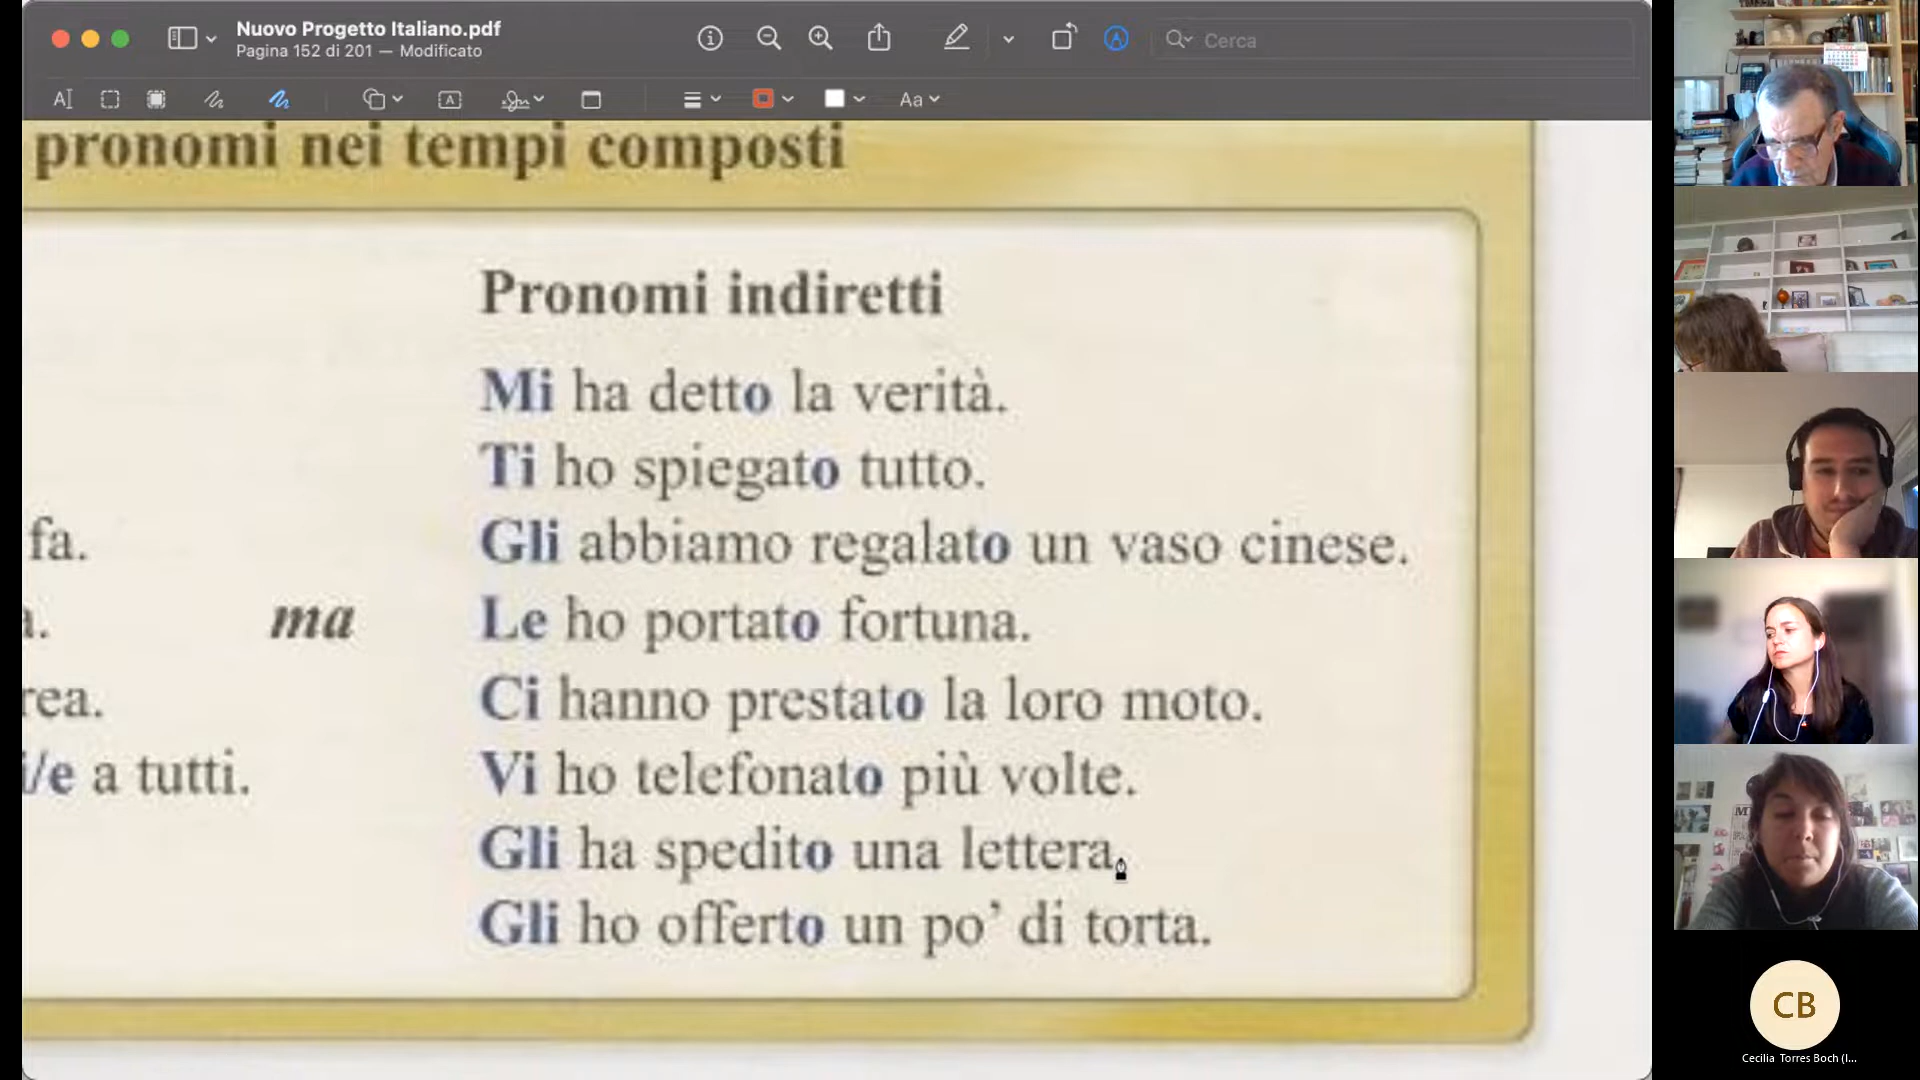 Nuovo Progetto Italiano.pdf
Pagina 152 di 201 — Modificato
Cerca
Aa
pronomi nei tempi composti
Pronomi indiretti
Mi ha detto la verità.
Ti ho spiegato tutto.
fa.
Gli abbiamo regalato un vaso cinese.
a.
ma
Le ho portato fortuna.
rea.
Ci hanno prestato la loro moto.
i/e a tutti.
Vi ho telefonato più volte.
Gli ha spedito una lettera.
Gli ho offerto un po’ di torta.
CB
Cecilia Torres Boch (I...